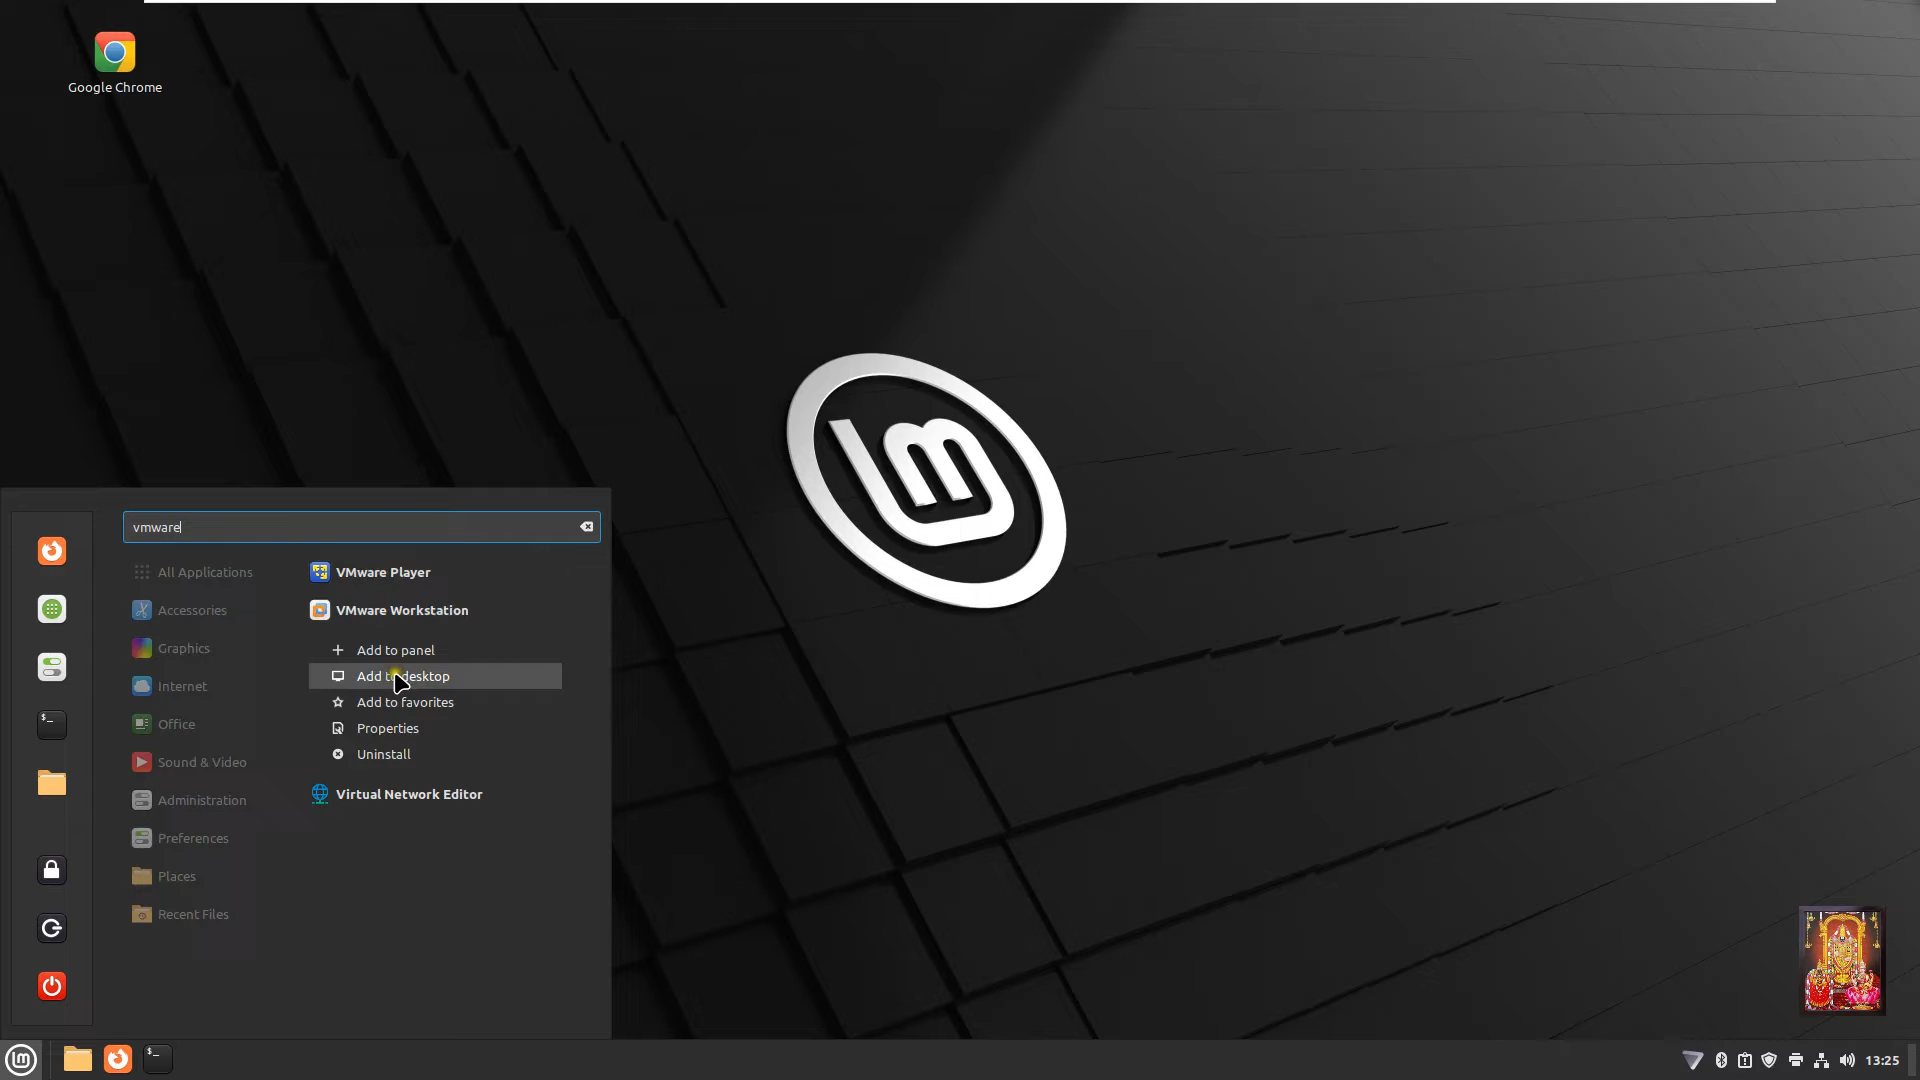 Google Chrome
vmware
All Applications
Accessories
Graphics
Internet
Office
Sound & Video
Administration
Preferences
Places
Recent Files
VMware Player
VMware Workstation
Add to panel
Add to desktop
Add to favorites
Properties
Uninstall
Virtual Network Editor
13:25